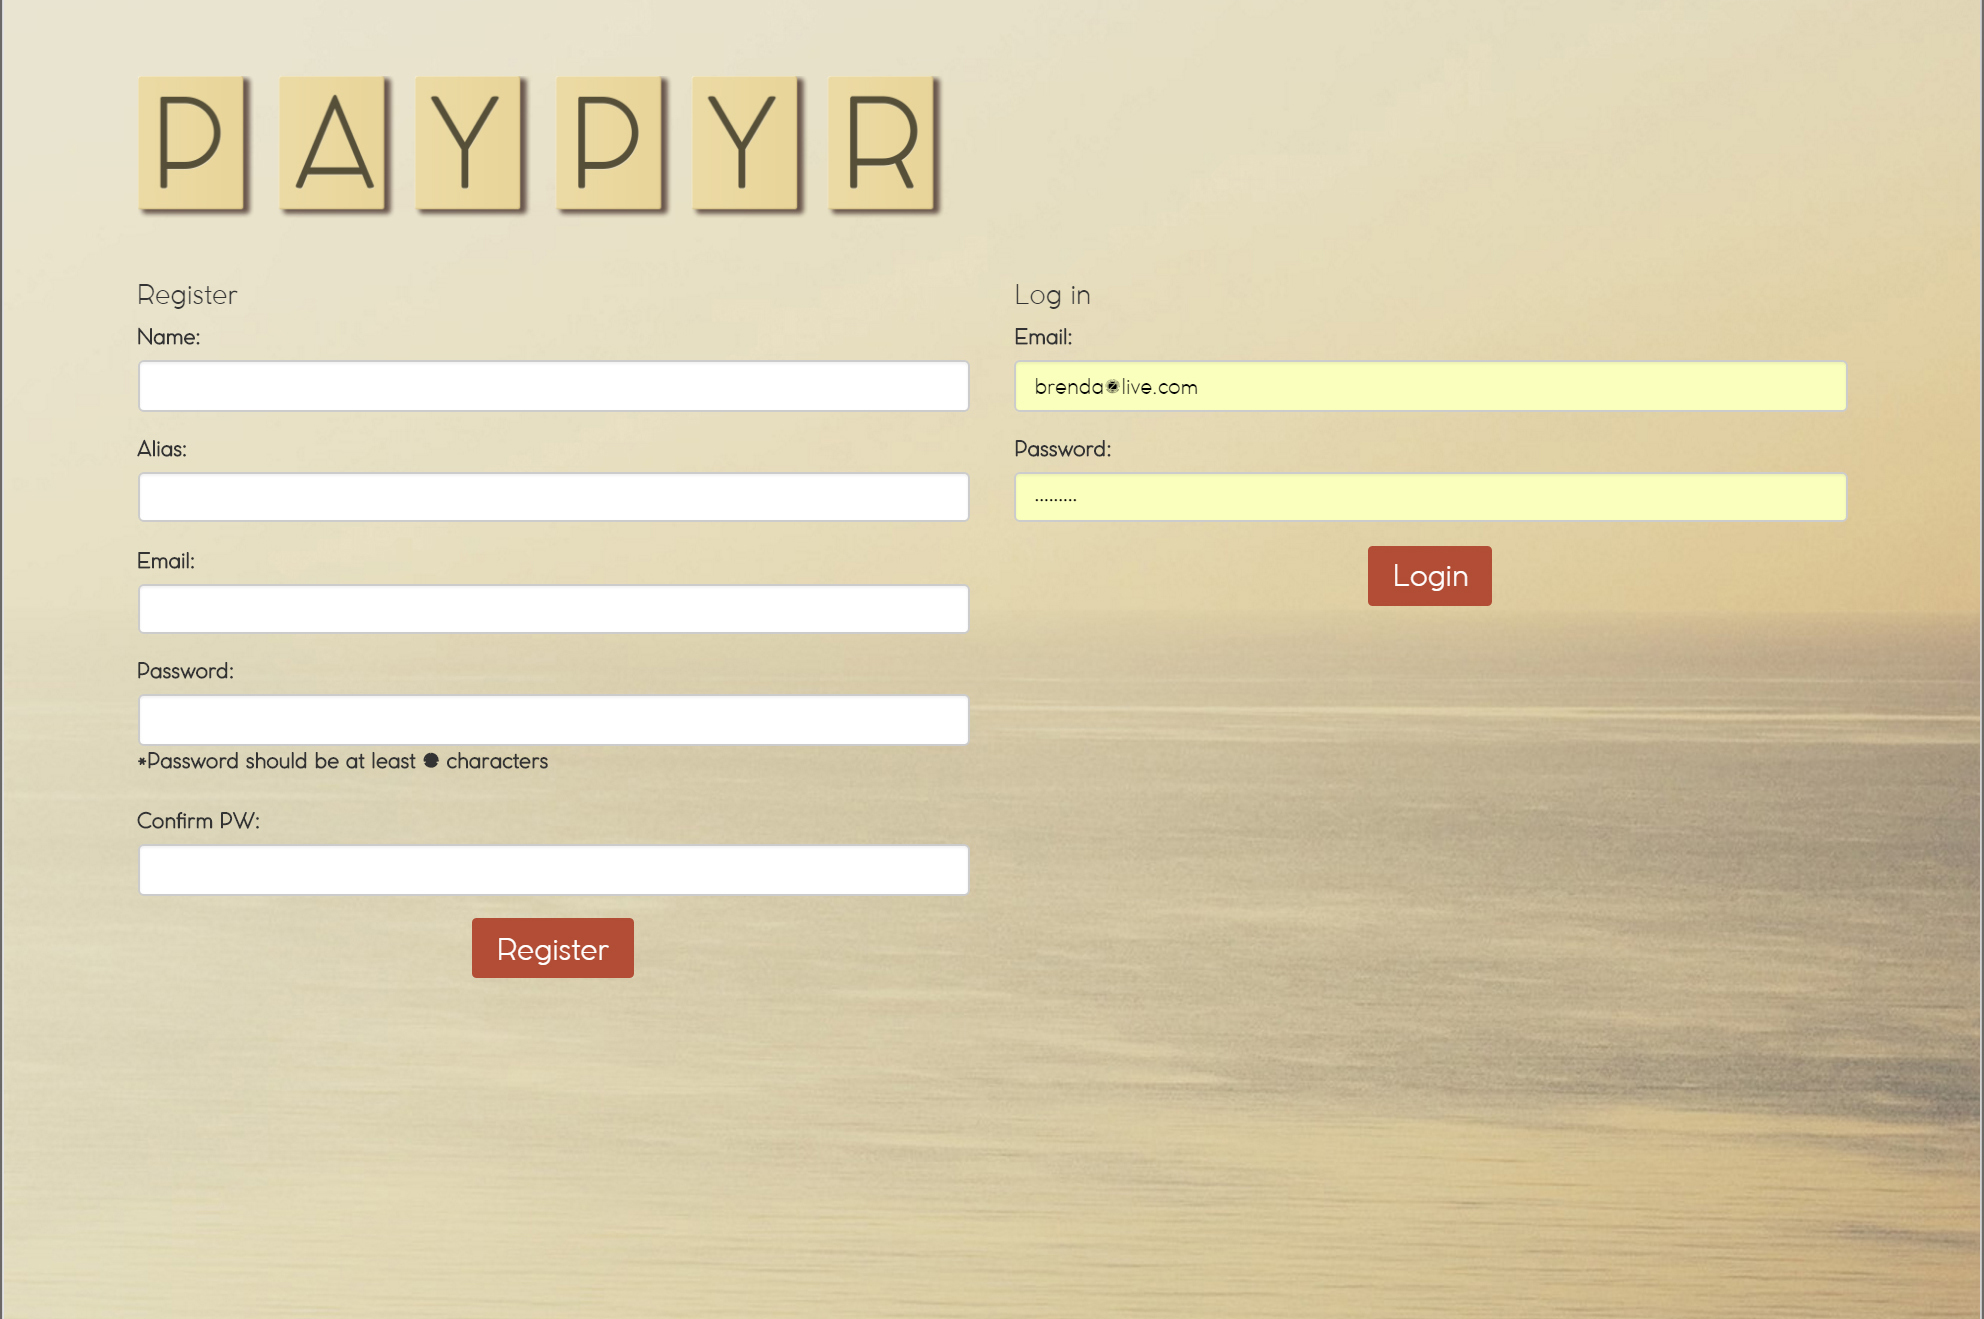 PAYPYR
Register
Name:
Alias:
Email:
Password:
*Password should be at least characters
Confirm PW:
Register
Log in
Email:
brenda@live.com
Password:
.........
Login